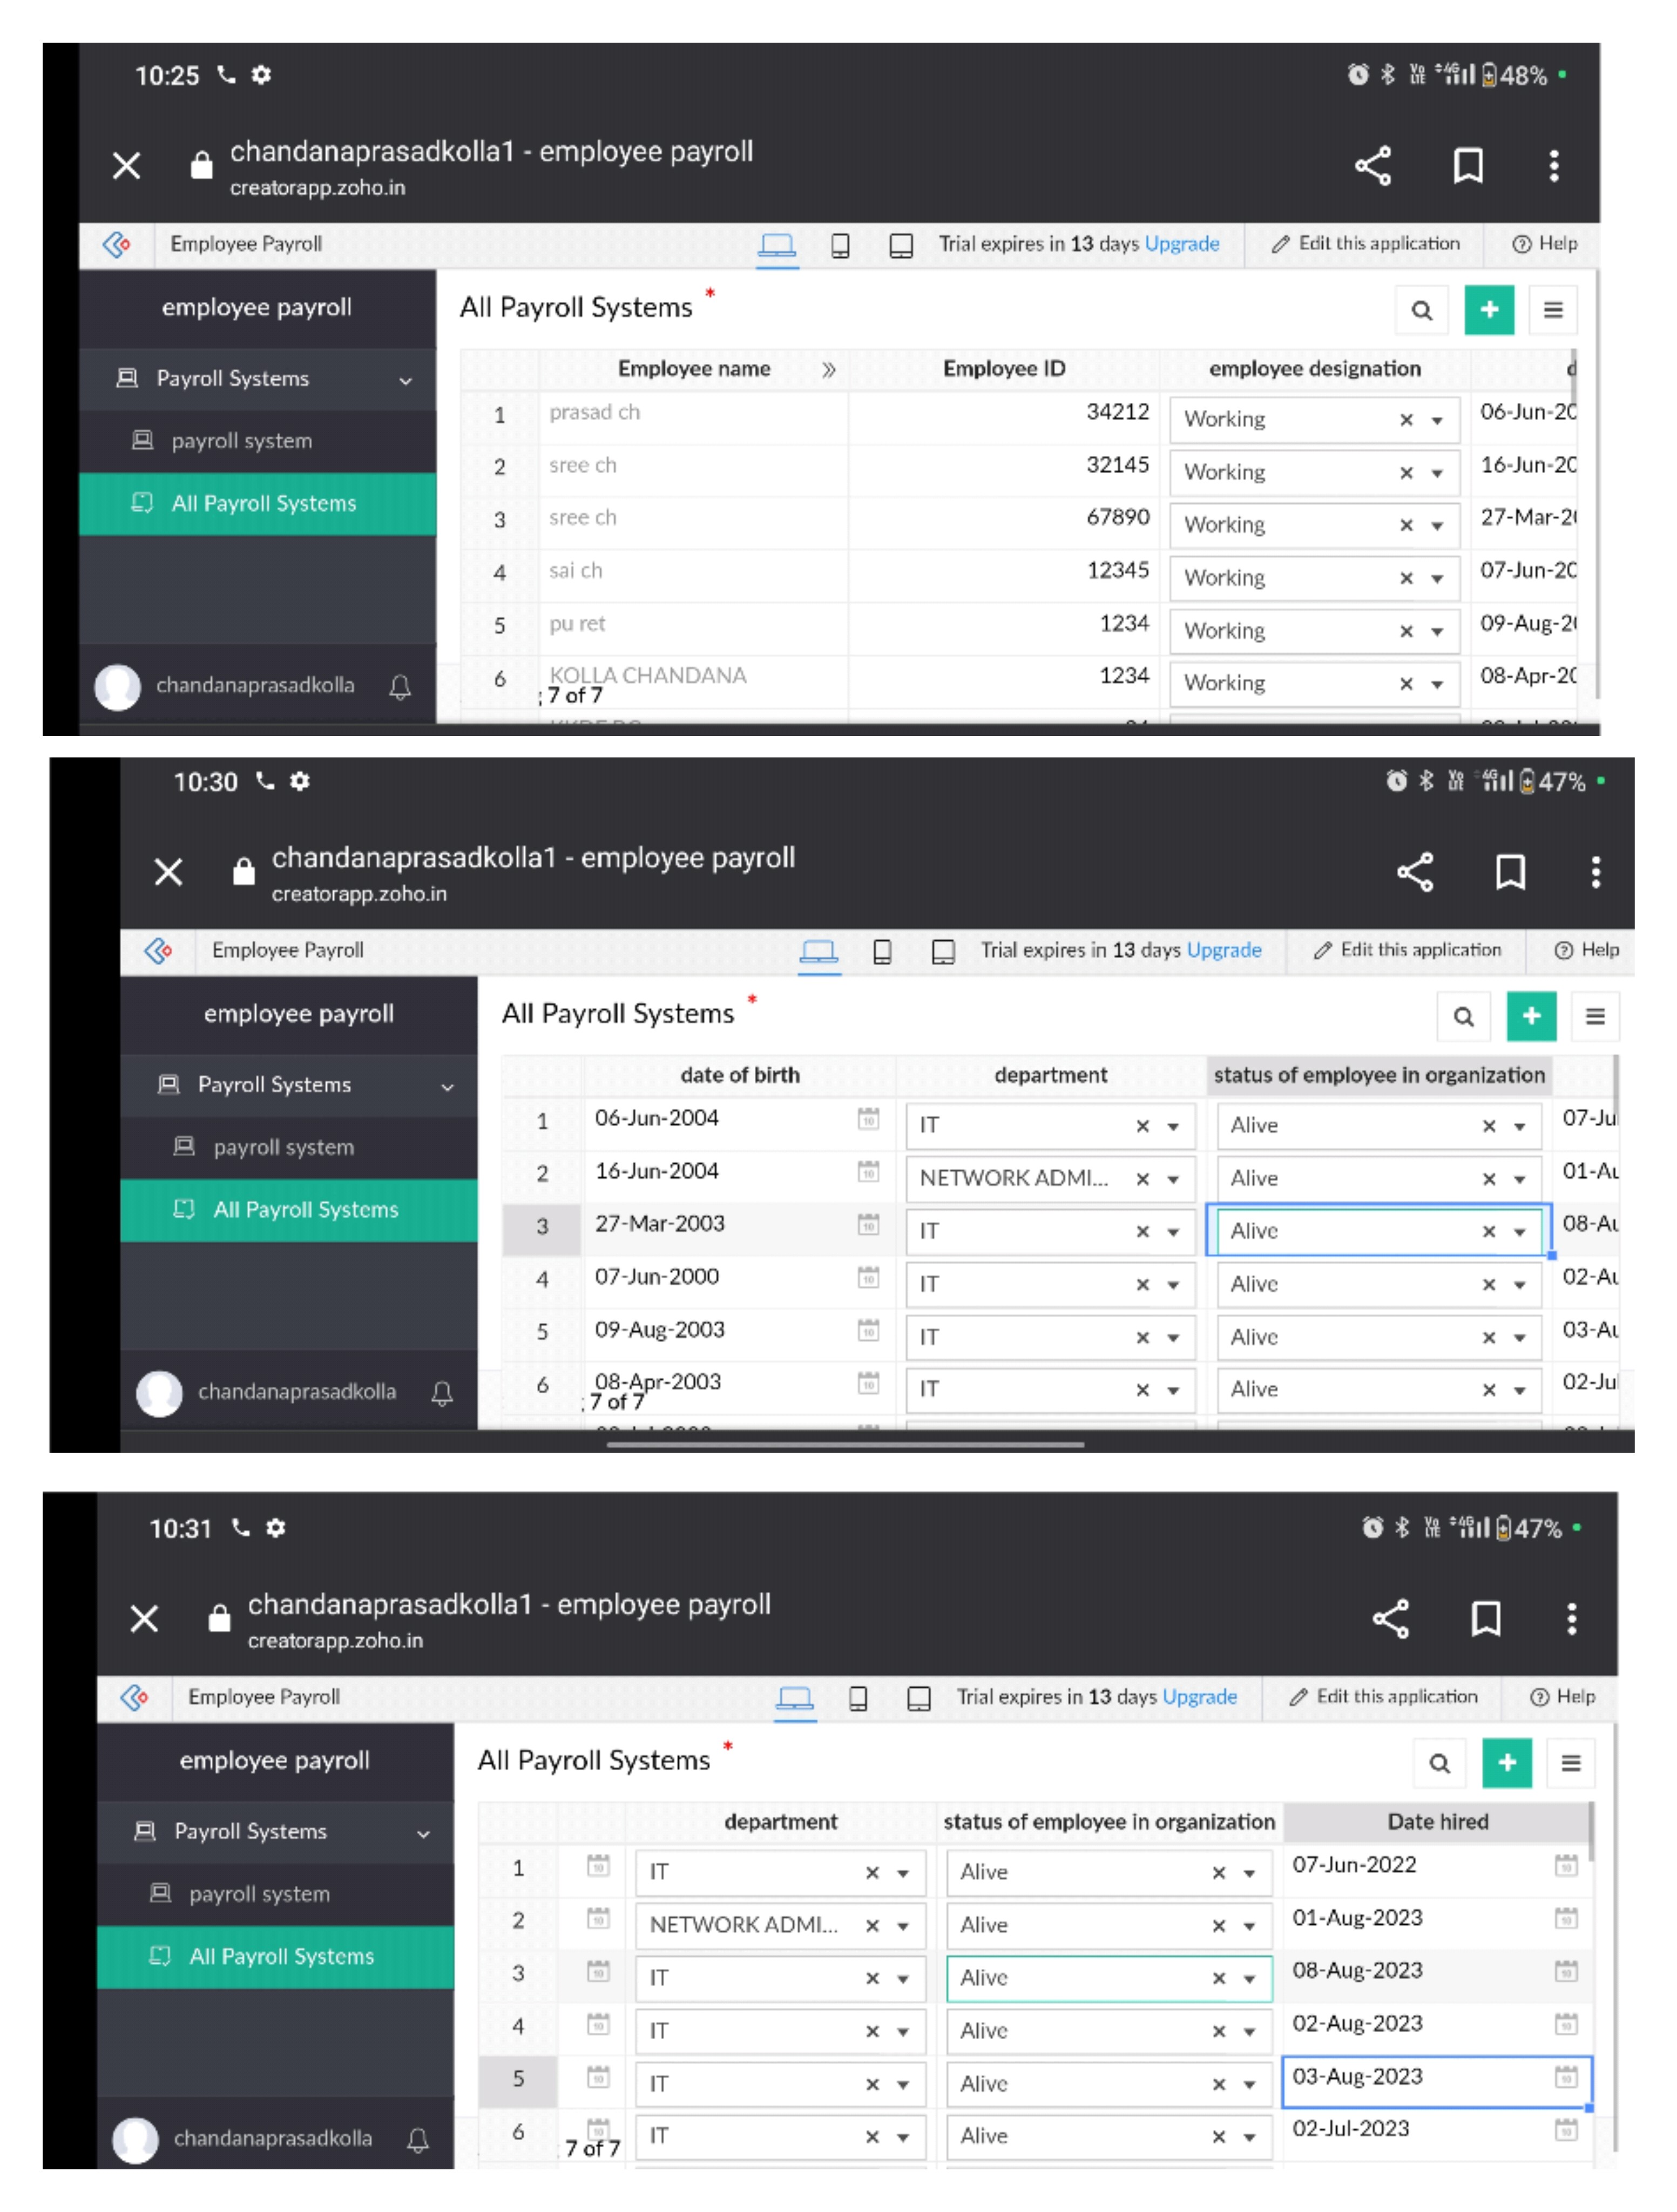 10:25 48%
chandanaprasadkolla1 - employee payroll
creatorapp.zoho.in
Employee Payroll Trial expires in 13 days Upgrade Edit this application Help
employee payroll All Payroll Systems *
Employee name Employee ID employee designation
Payroll Systems
1 prasad ch 34212 Working 06-Jun-20
payroll system
2 sree ch 32145 Working 16-Jun-20
All Payroll Systems
3 sree ch 67890 Working 27-Mar-2
4 sai ch 12345 Working 07-Jun-20
5 pu ret 1234 Working 09-Aug-2
6 KOLLA CHANDANA 1234 Working 08-Apr-20
chandanaprasadkolla
7 of 7
10:30 47%
chandanaprasadkolla1 - employee payroll
creatorapp.zoho.in
Employee Payroll Trial expires in 13 days Upgrade Edit this application Help
employee payroll All Payroll Systems *
date of birth department status of employee in organization
Payroll Systems
1 06-Jun-2004 IT Alive 07-Ju
payroll system
2 16-Jun-2004 NETWORK ADMI... Alive 01-Au
All Payroll Systems
3 27-Mar-2003 IT Alive 08-Au
4 07-Jun-2000 IT Alive 02-Au
5 09-Aug-2003 IT Alive 03-Au
6 08-Apr-2003 IT Alive 02-Jul
chandanaprasadkolla
7 of 7
10:31 47%
chandanaprasadkolla1 - employee payroll
creatorapp.zoho.in
Employee Payroll Trial expires in 13 days Upgrade Edit this application Help
employee payroll All Payroll Systems *
department status of employee in organization Date hired
Payroll Systems
1 IT Alive 07-Jun-2022
payroll system
2 NETWORK ADMI... Alive 01-Aug-2023
All Payroll Systems
3 IT Alive 08-Aug-2023
4 IT Alive 02-Aug-2023
5 IT Alive 03-Aug-2023
6 IT Alive 02-Jul-2023
chandanaprasadkolla
7 of 7